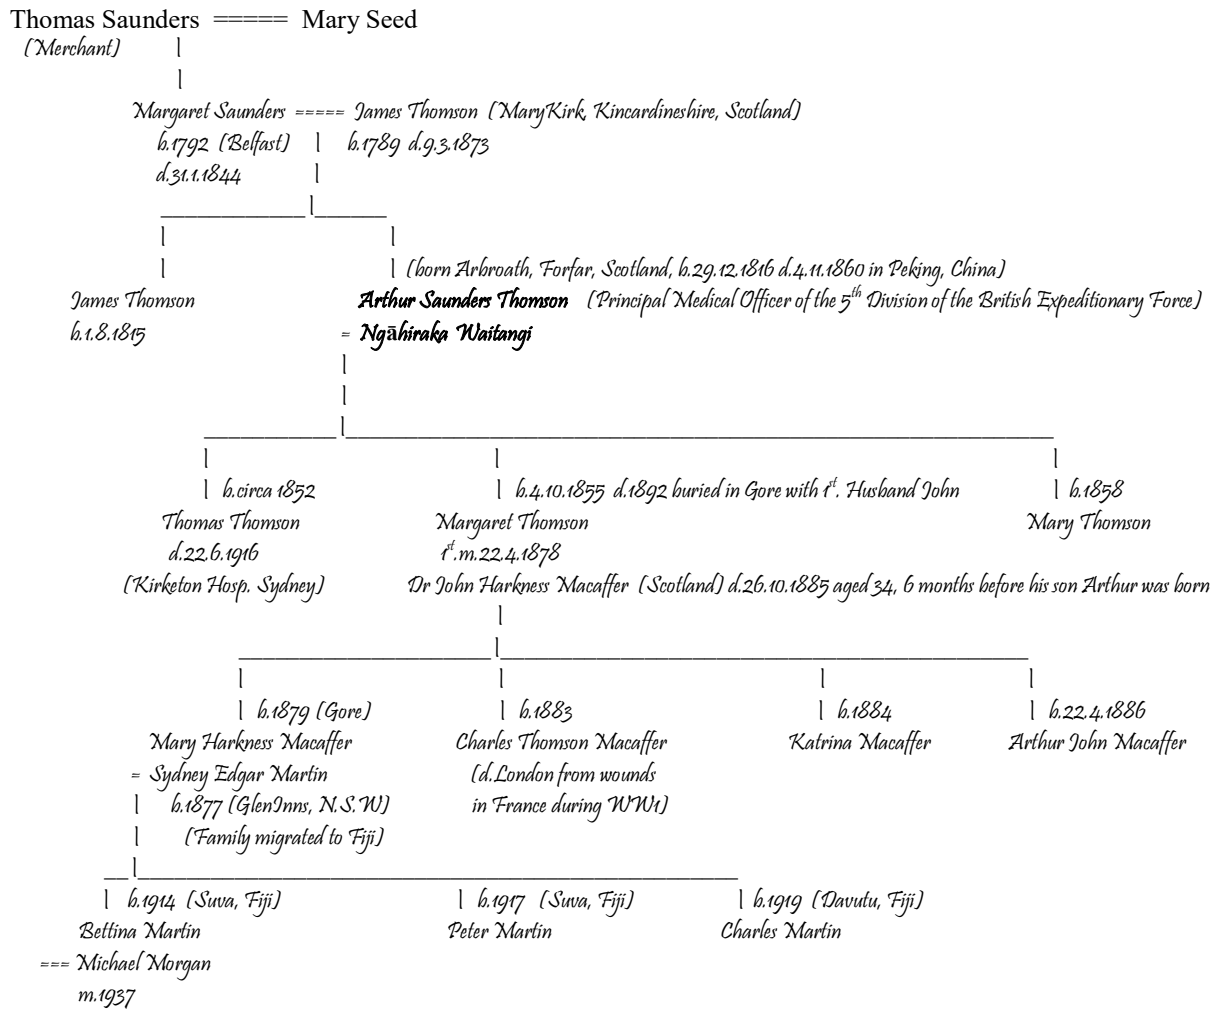 Thomas Saunders ===== Mary Seed
(Merchant)
Margaret Saunders ===== James Thomson (MaryKirk, Kincardineshire, Scotland)
b.1792 (Belfast) b.1789 d.9.3.1873
d.31.1.1844
(born Arbroath, Forfar, Scotland, b.29.12.1816 d.4.11.1860 in Peking, China)
James Thomson Arthur Saunders Thomson (Principal Medical Officer of the 5th Division of the British Expeditionary Force)
b.1.8.1815 = Ngāhiraka Waitangi
b.circa 1852 b.4.10.1855 d.1892 buried in Gore with 1st. Husband John b.1858
Thomas Thomson Margaret Thomson Mary Thomson
d.22.6.1916 1st.m.22.4.1878
(Kirketon Hosp. Sydney) Dr John Harkness Macaffer (Scotland) d.26.10.1885 aged 34, 6 months before his son Arthur was born
b.1879 (Gore) b.1883 b.1884 b.22.4.1886
Mary Harkness Macaffer Charles Thomson Macaffer Katrina Macaffer Arthur John Macaffer
= Sydney Edgar Martin (d.London from wounds
b.1877 (GlenInns, N.S.W) in France during WW1)
(Family migrated to Fiji)
b.1914 (Suva, Fiji) b.1917 (Suva, Fiji) b.1919 (Davutu, Fiji)
Bettina Martin Peter Martin Charles Martin
=== Michael Morgan
m.1937